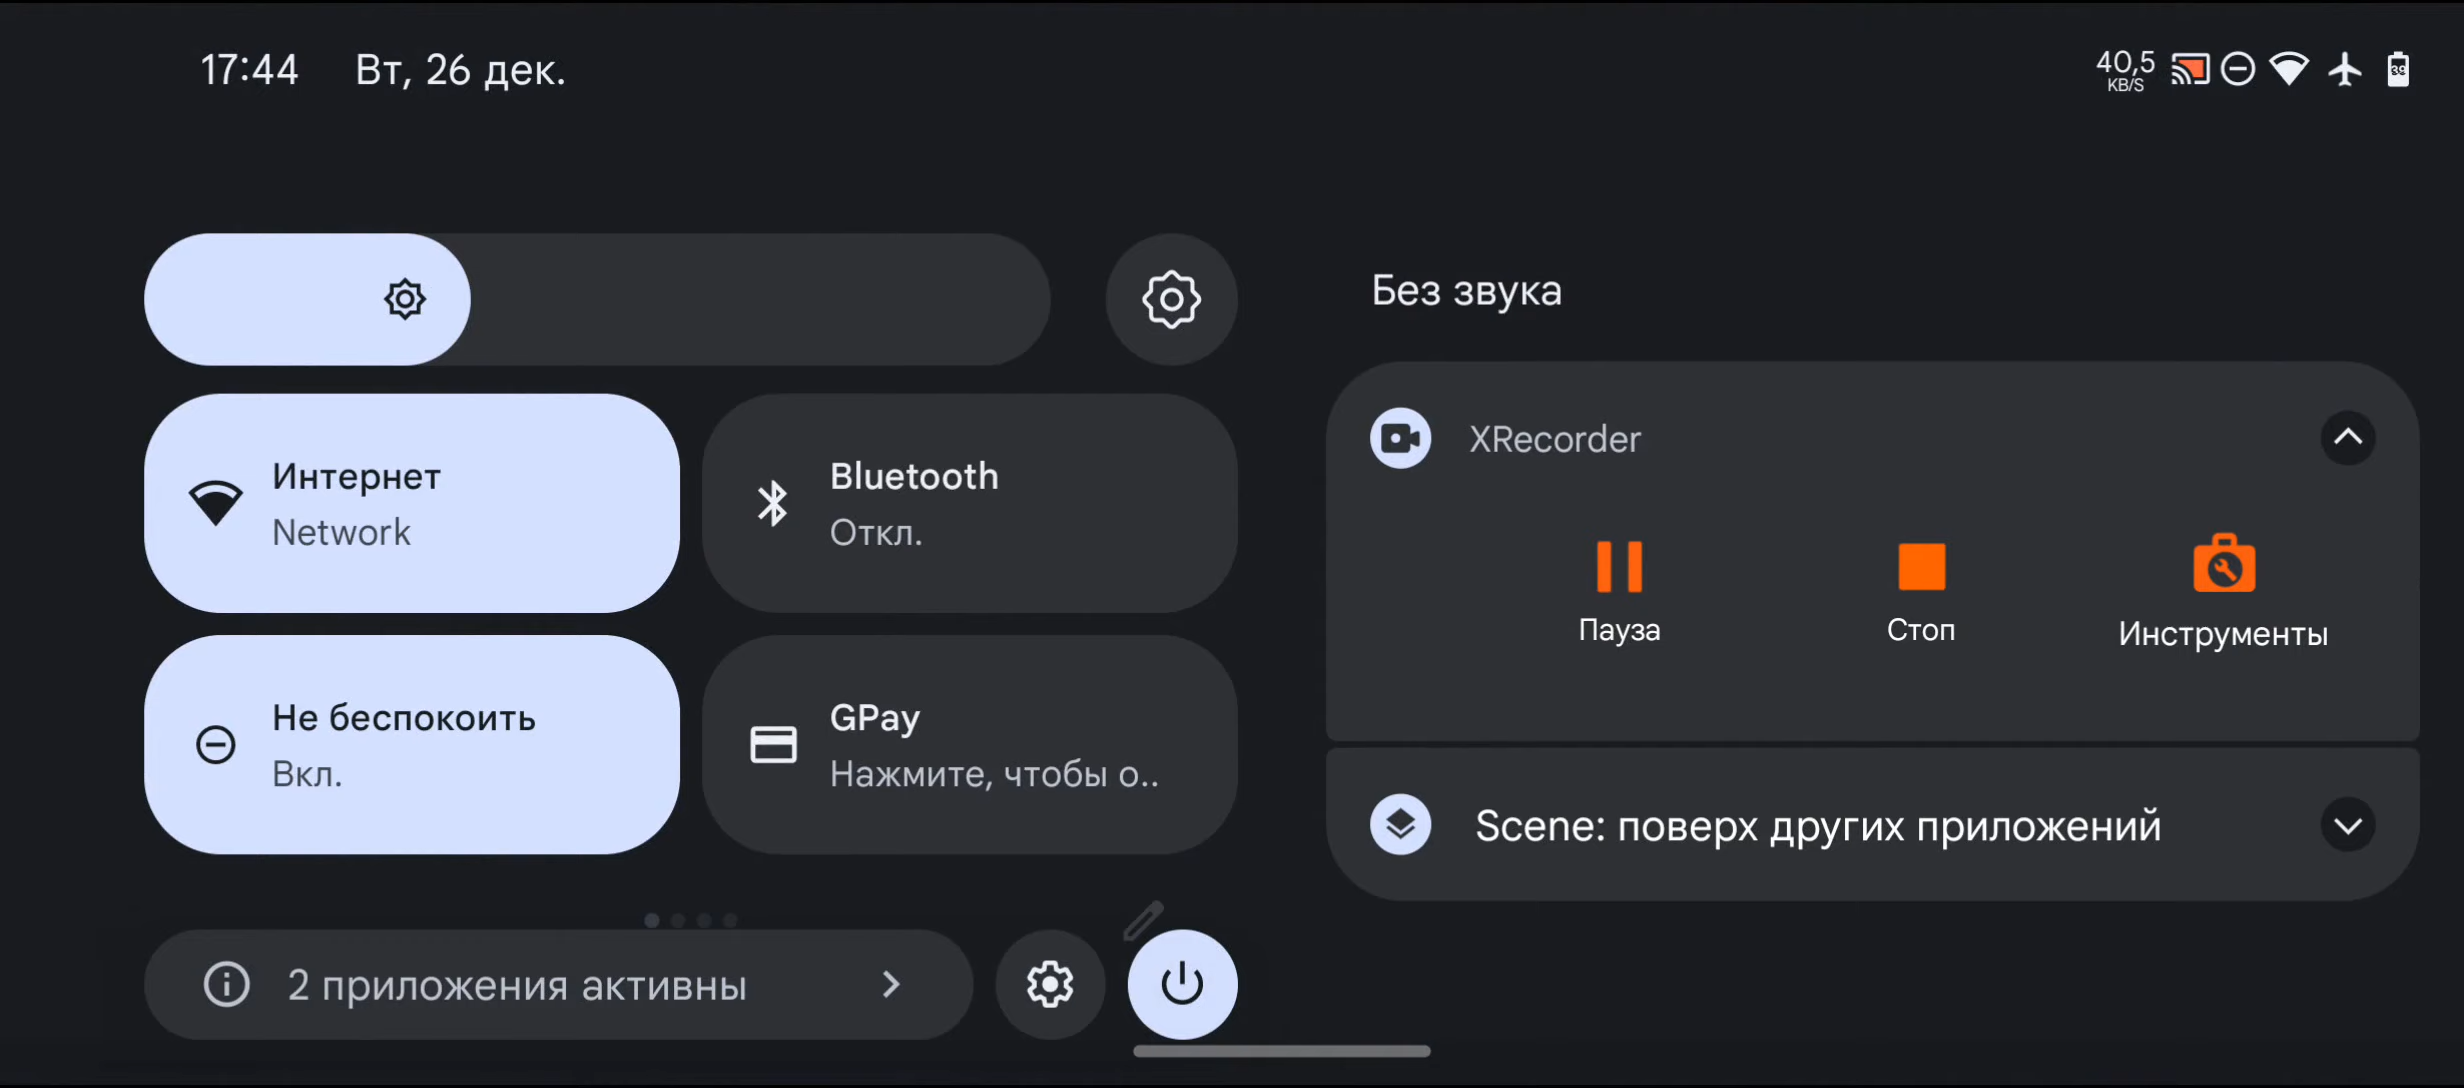 17:44 Вт, 26 дек.
40,5
KB/S
Интернет
Network
Bluetooth
Откл.
Не беспокоить
Вкл.
GPay
Нажмите, чтобы о..
2 приложения активны
Без звука
XRecorder
Пауза
Стоп
Инструменты
Scene: поверх других приложений